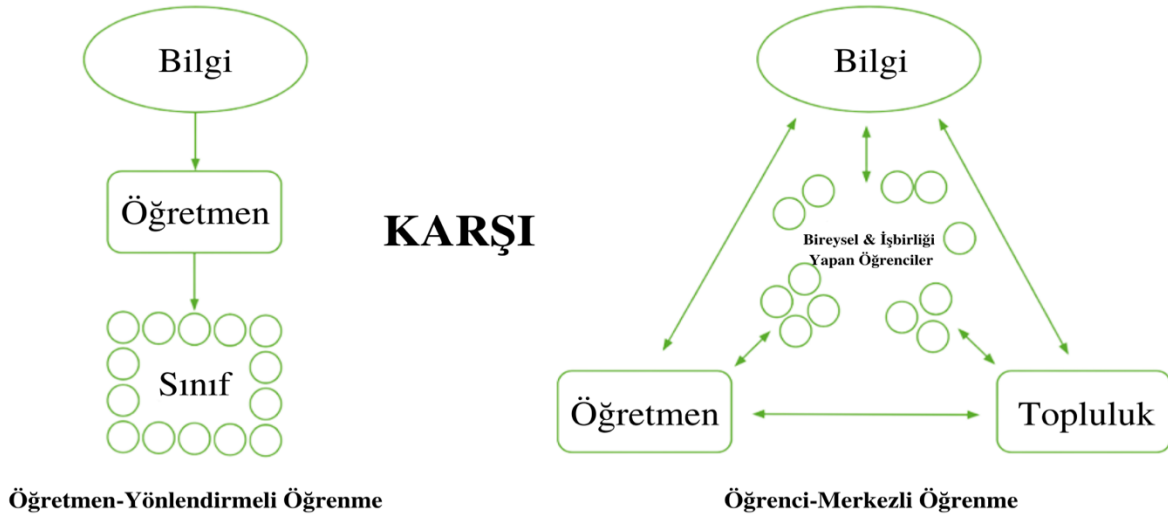 Bilgi
Öğretmen
Sınıf
Öğretmen-Yönlendirmeli Öğrenme
KARŞI
Bilgi
Bireysel & İşbirliği
Yapan Öğrenciler
Öğretmen
Topluluk
Öğrenci-Merkezli Öğrenme